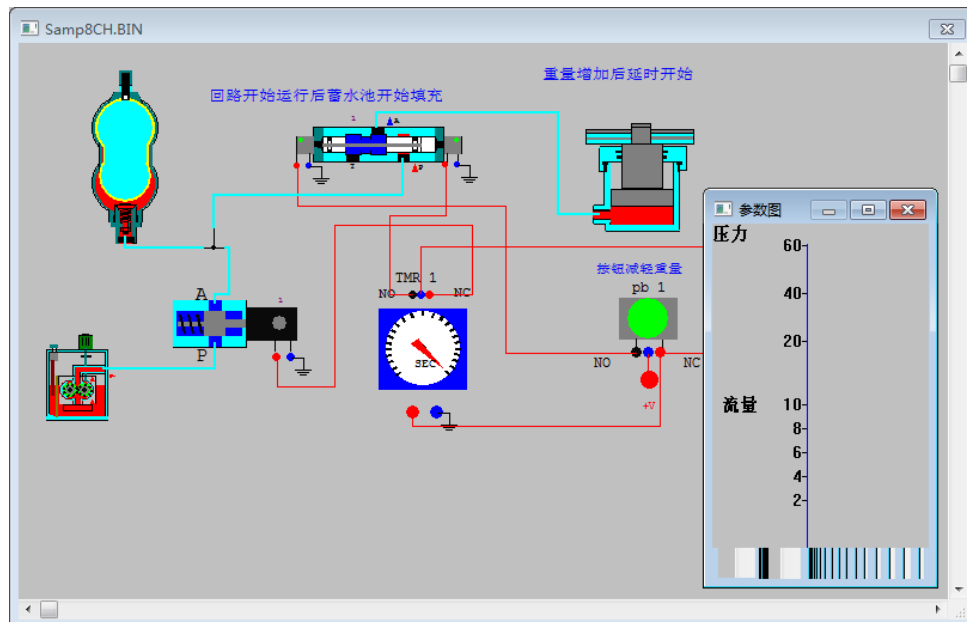 Samp8CH.BIN
重量增加后延时开始
回路开始运行后蓄水池开始填充
1
A
T
P
参数图
压力
60
40
20
流量
10
8
6
4
2
按钮减轻重量
pb 1
NO
NC
+V
TMR 1
NO
NC
SEC
A
1
P